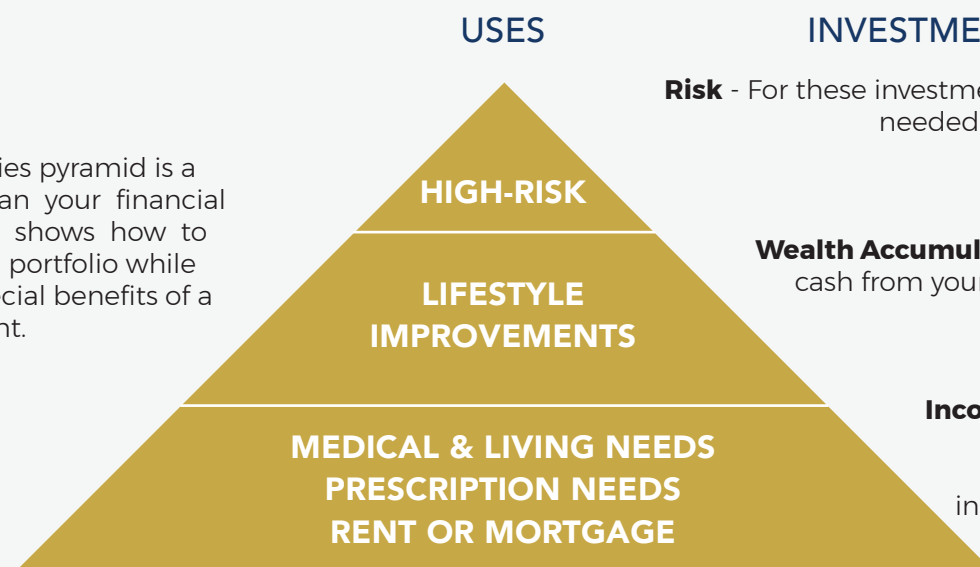 USES
INVESTME
ies pyramid is a
an your financial
shows how to
portfolio while
cial benefits of a
nt.
HIGH-RISK
LIFESTYLE
IMPROVEMENTS
MEDICAL & LIVING NEEDS
PRESCRIPTION NEEDS
RENT OR MORTGAGE
Risk - For these investme
needed
Wealth Accumul
cash from your
Inco
in